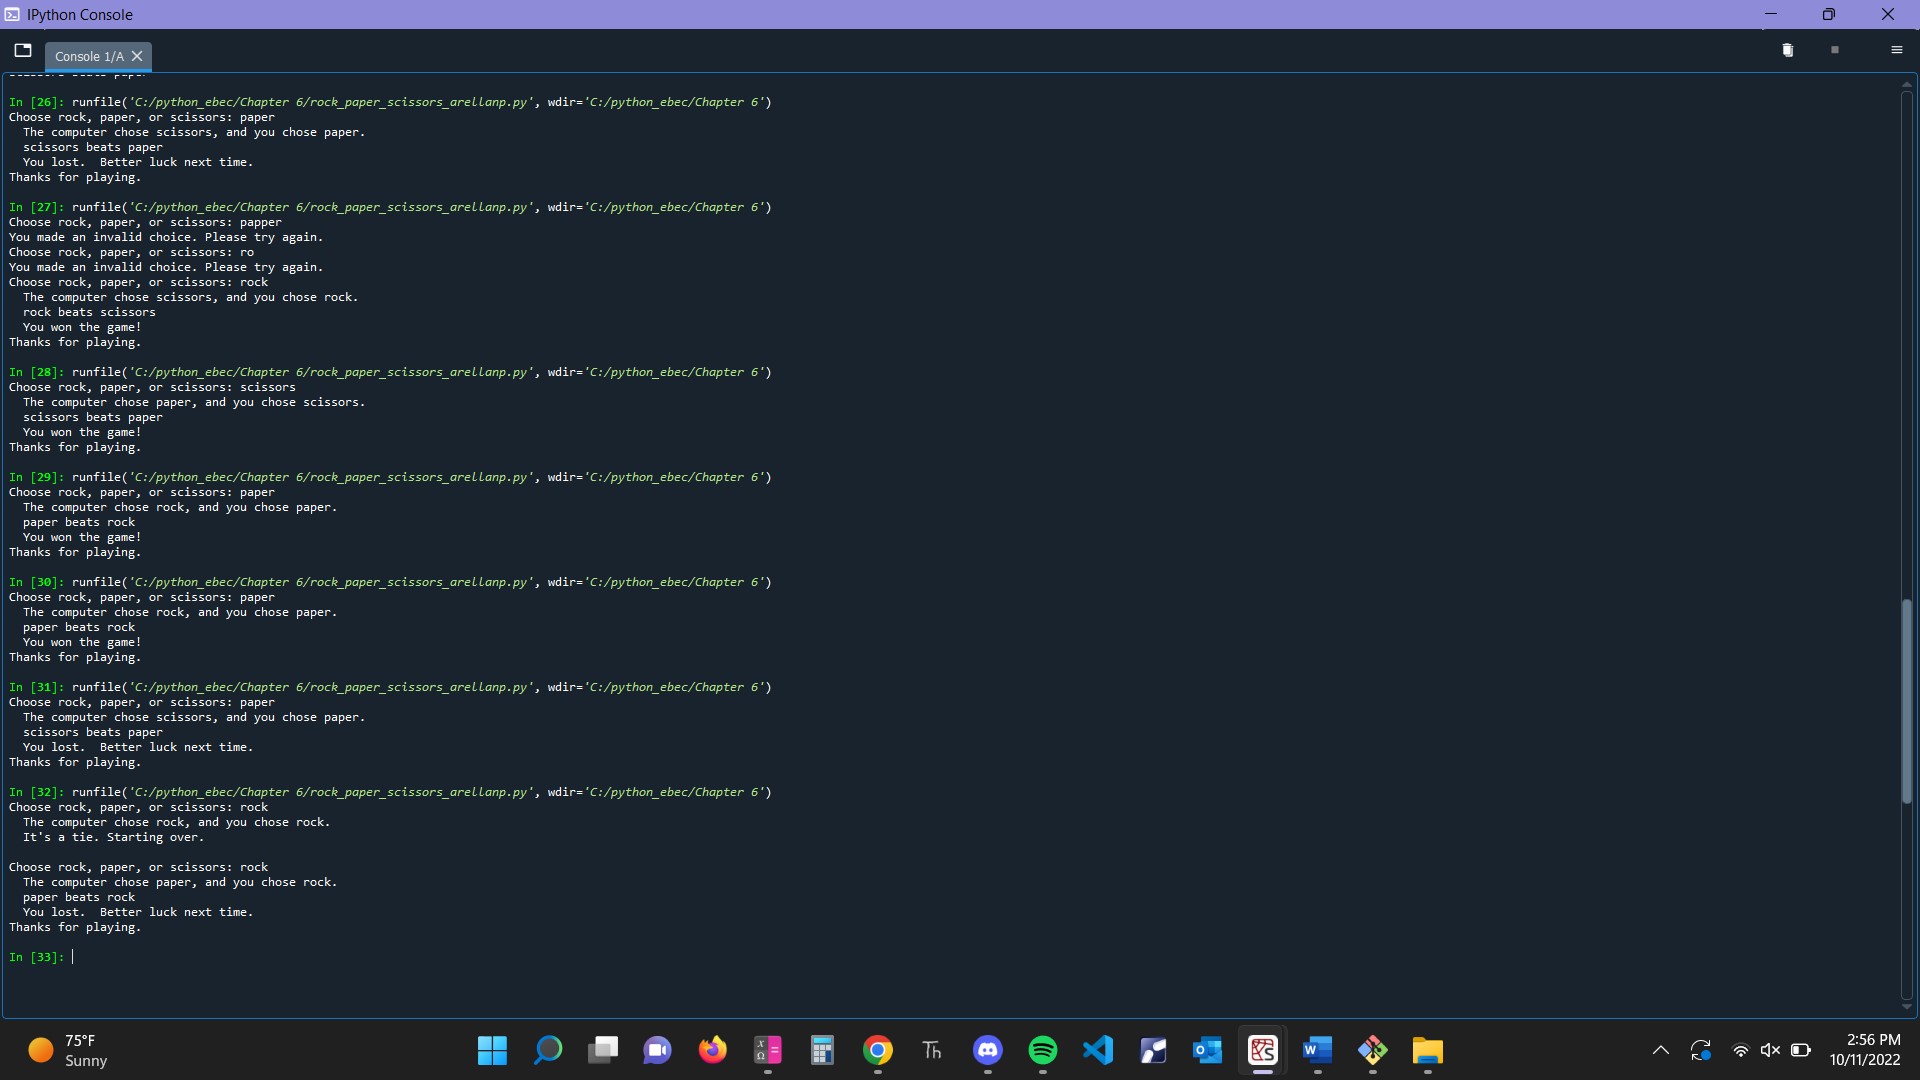 IPython Console
Console 1/A
scissors beats paper
In [26]: runfile('C:/python_ebec/Chapter 6/rock_paper_scissors_arellanp.py', wdir='C:/python_ebec/Chapter 6')
Choose rock, paper, or scissors: paper
  The computer chose scissors, and you chose paper.
  scissors beats paper
  You lost.  Better luck next time.
Thanks for playing.
In [27]: runfile('C:/python_ebec/Chapter 6/rock_paper_scissors_arellanp.py', wdir='C:/python_ebec/Chapter 6')
Choose rock, paper, or scissors: papper
You made an invalid choice. Please try again.
Choose rock, paper, or scissors: ro
You made an invalid choice. Please try again.
Choose rock, paper, or scissors: rock
  The computer chose scissors, and you chose rock.
  rock beats scissors
  You won the game!
Thanks for playing.
In [28]: runfile('C:/python_ebec/Chapter 6/rock_paper_scissors_arellanp.py', wdir='C:/python_ebec/Chapter 6')
Choose rock, paper, or scissors: scissors
  The computer chose paper, and you chose scissors.
  scissors beats paper
  You won the game!
Thanks for playing.
In [29]: runfile('C:/python_ebec/Chapter 6/rock_paper_scissors_arellanp.py', wdir='C:/python_ebec/Chapter 6')
Choose rock, paper, or scissors: paper
  The computer chose rock, and you chose paper.
  paper beats rock
  You won the game!
Thanks for playing.
In [30]: runfile('C:/python_ebec/Chapter 6/rock_paper_scissors_arellanp.py', wdir='C:/python_ebec/Chapter 6')
Choose rock, paper, or scissors: paper
  The computer chose rock, and you chose paper.
  paper beats rock
  You won the game!
Thanks for playing.
In [31]: runfile('C:/python_ebec/Chapter 6/rock_paper_scissors_arellanp.py', wdir='C:/python_ebec/Chapter 6')
Choose rock, paper, or scissors: paper
  The computer chose scissors, and you chose paper.
  scissors beats paper
  You lost.  Better luck next time.
Thanks for playing.
In [32]: runfile('C:/python_ebec/Chapter 6/rock_paper_scissors_arellanp.py', wdir='C:/python_ebec/Chapter 6')
Choose rock, paper, or scissors: rock
  The computer chose rock, and you chose rock.
  It's a tie. Starting over.
Choose rock, paper, or scissors: rock
  The computer chose paper, and you chose rock.
  paper beats rock
  You lost.  Better luck next time.
Thanks for playing.
In [33]:
75°F
Sunny
Th
2:56 PM
10/11/2022